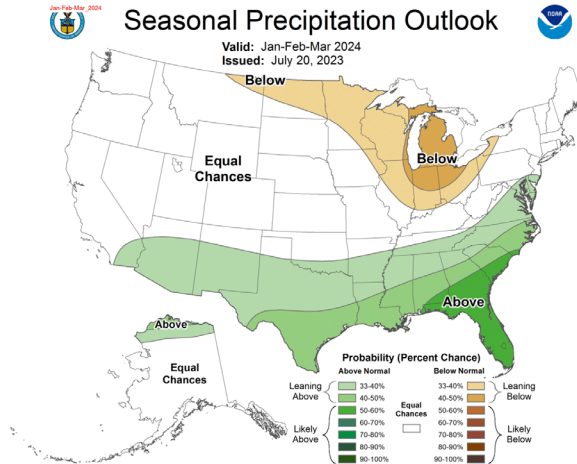 Jan-Feb-Mar_2024
Seasonal Precipitation Outlook
NOAA
Valid: Jan-Feb-Mar 2024
Issued: July 20, 2023
Below
Equal
Chances
Below
Above
Above
Equal
Chances
Probability (Percent Chance)
Above Normal
Below Normal
Leaning
Above
33-40%
40-50%
Likely
Above
50-60%
60-70%
70-80%
80-90%
90-100%
Equal
Chances
33-40%
40-50%
Leaning
Below
50-60%
60-70%
70-80%
80-90%
90-100%
Likely
Below